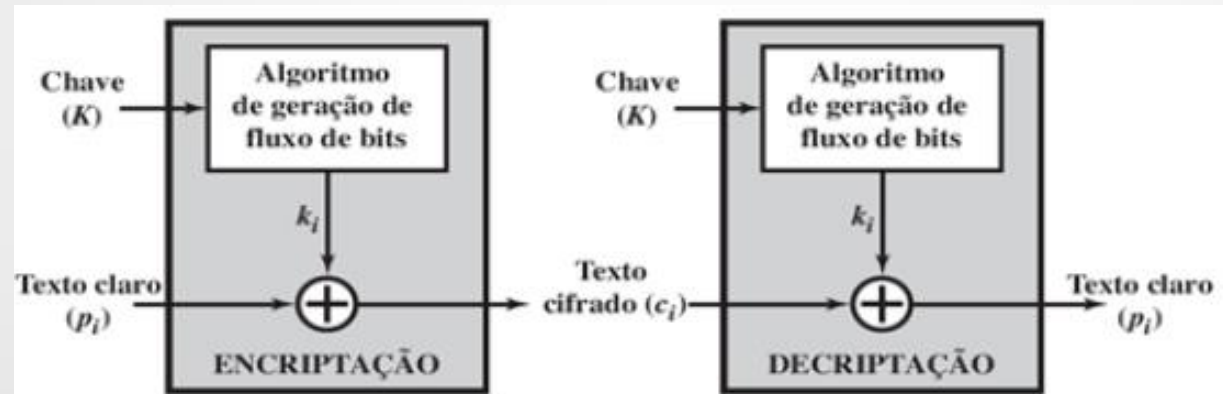 Chave
(K)
Algoritmo
de geração de
fluxo de bits
k_i
Texto claro
(p_i)
ENCRIPTAÇÃO
Texto
cifrado (c_i)
Chave
(K)
Algoritmo
de geração de
fluxo de bits
k_i
Texto claro
(p_i)
DECRIPTAÇÃO